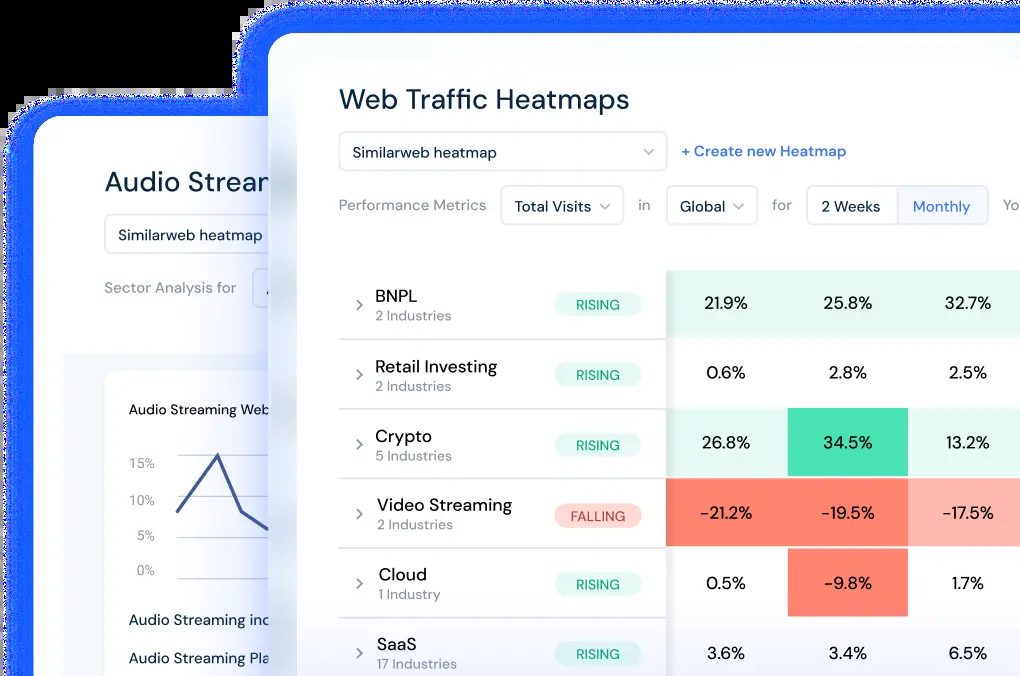 Web Traffic Heatmaps
Similarweb heatmap
+ Create new Heatmap
Performance Metrics Total Visits in Global for 2 Weeks Monthly
BNPL
2 Industries
RISING 21.9% 25.8% 32.7%
Retail Investing
2 Industries
RISING 0.6% 2.8% 2.5%
Crypto
5 Industries
RISING 26.8% 34.5% 13.2%
Video Streaming
2 Industries
FALLING -21.2% -19.5% -17.5%
Cloud
1 Industry
RISING 0.5% -9.8% 1.7%
SaaS
17 Industries
RISING 3.6% 3.4% 6.5%
Audio
Similarweb heatmap
Sector Analysis for
Audio Streaming
15%
10%
5%
0%
Audio Streaming
Audio Streaming